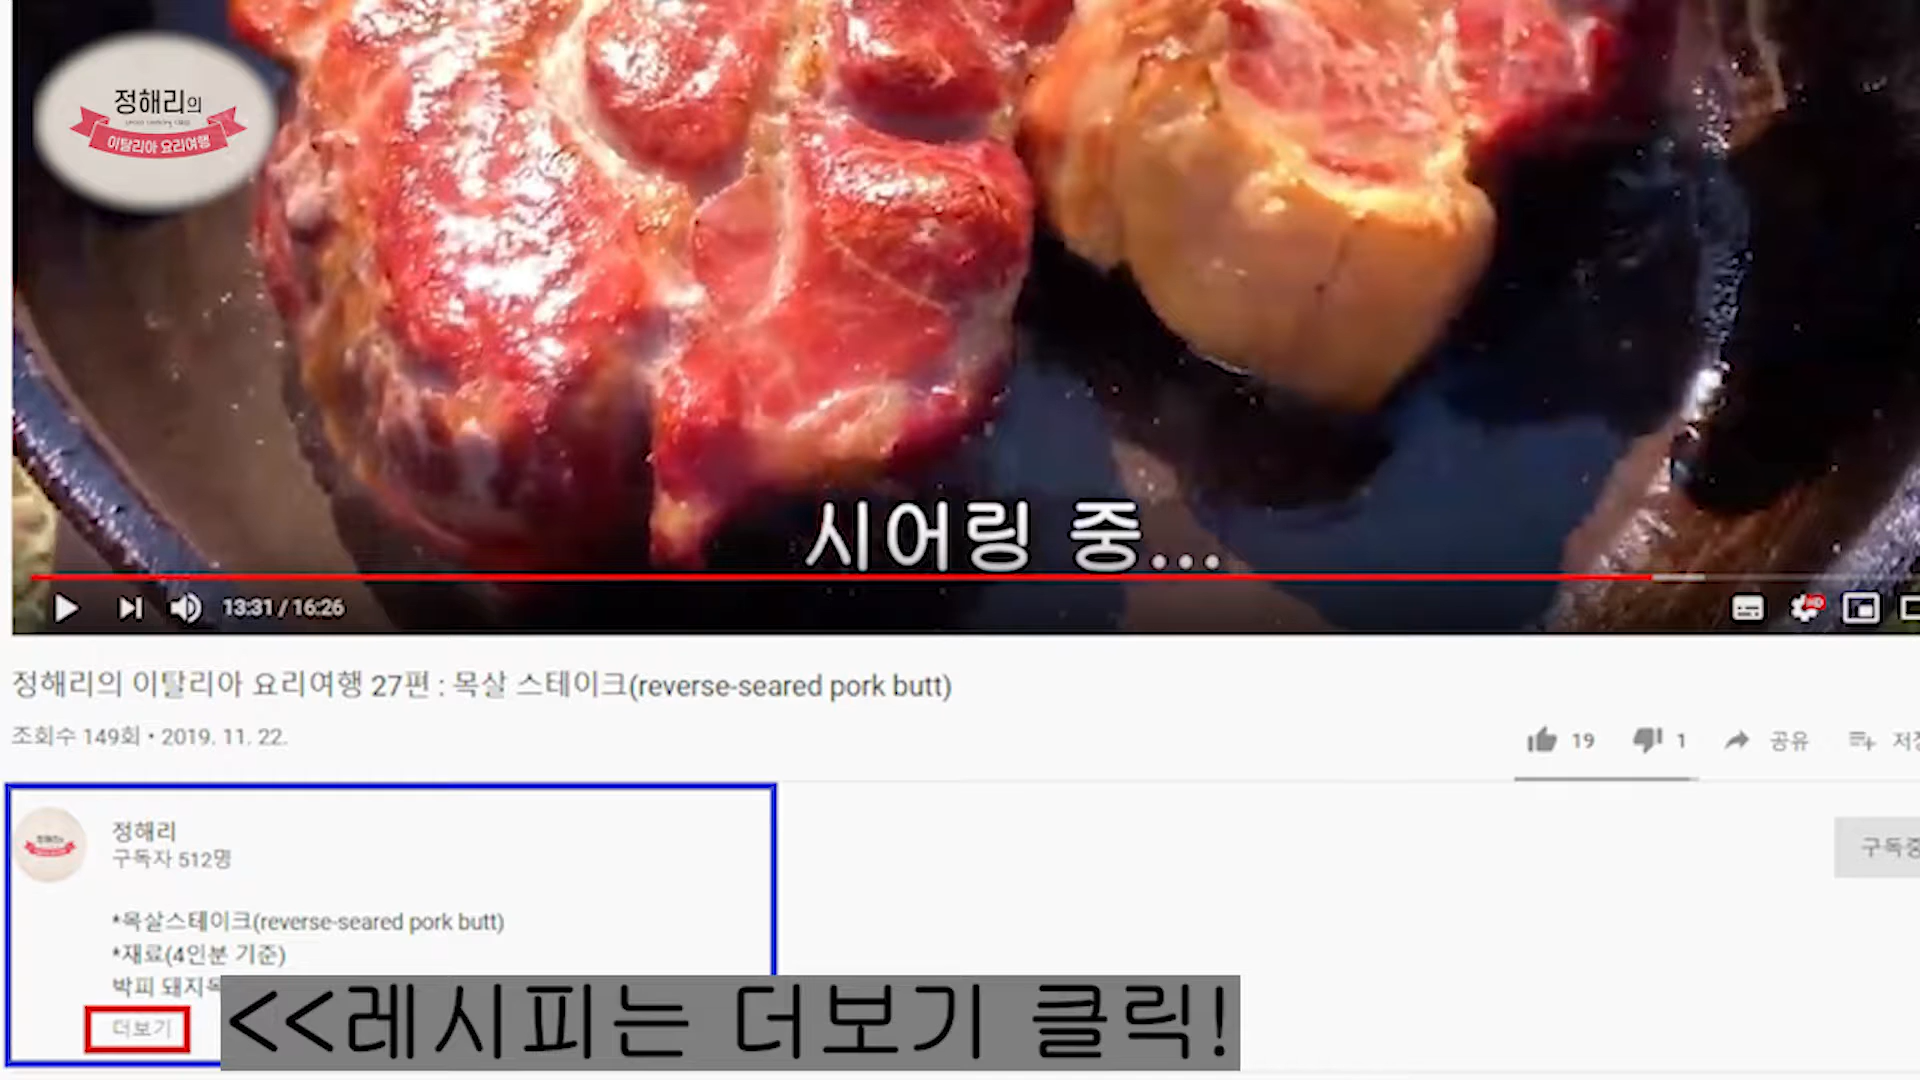 정해리의
이탈리아 요리여행
시어링 중...
13:31 / 16:26
정해리의 이탈리아 요리여행 27편 : 목살 스테이크(reverse-seared pork butt)
조회수 149회 • 2019. 11. 22.
19
1
공유
정해리
구독자 512명
*목살스테이크(reverse-seared pork butt)
*재료(4인분 기준)
박피
더보기
<<레시피는 더보기 클릭!